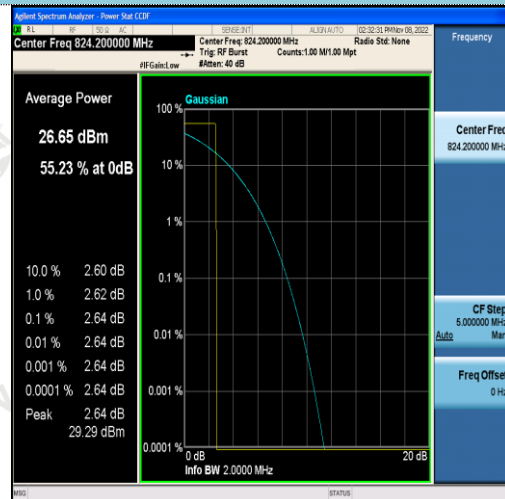 Agilent Spectrum Analyzer - Power Stat CCDF
RL RF 50 Ω AC SENSE:INT ALIGN AUTO 02:32:31 PM Nov 08, 2022
Center Freq 824.200000 MHz
Center Freq: 824.200000 MHz Radio Std: None
Trig: RF Burst Counts:1.00 M/1.00 Mpt
#IFGain:Low #Atten: 40 dB
Frequency
Average Power
26.65 dBm
55.23 % at 0dB
10.0 % 2.60 dB
1.0 % 2.62 dB
0.1 % 2.64 dB
0.01 % 2.64 dB
0.001 % 2.64 dB
0.0001 % 2.64 dB
Peak 2.64 dB
29.29 dBm
Gaussian
100 %
10 %
1 %
0.1 %
0.01 %
0.001 %
0.0001 %
0 dB 20 dB
Info BW 2.0000 MHz
Center Freq
824.200000 MHz
CF Step
5.000000 MHz
Auto Man
Freq Offset
0 Hz
MSG STATUS